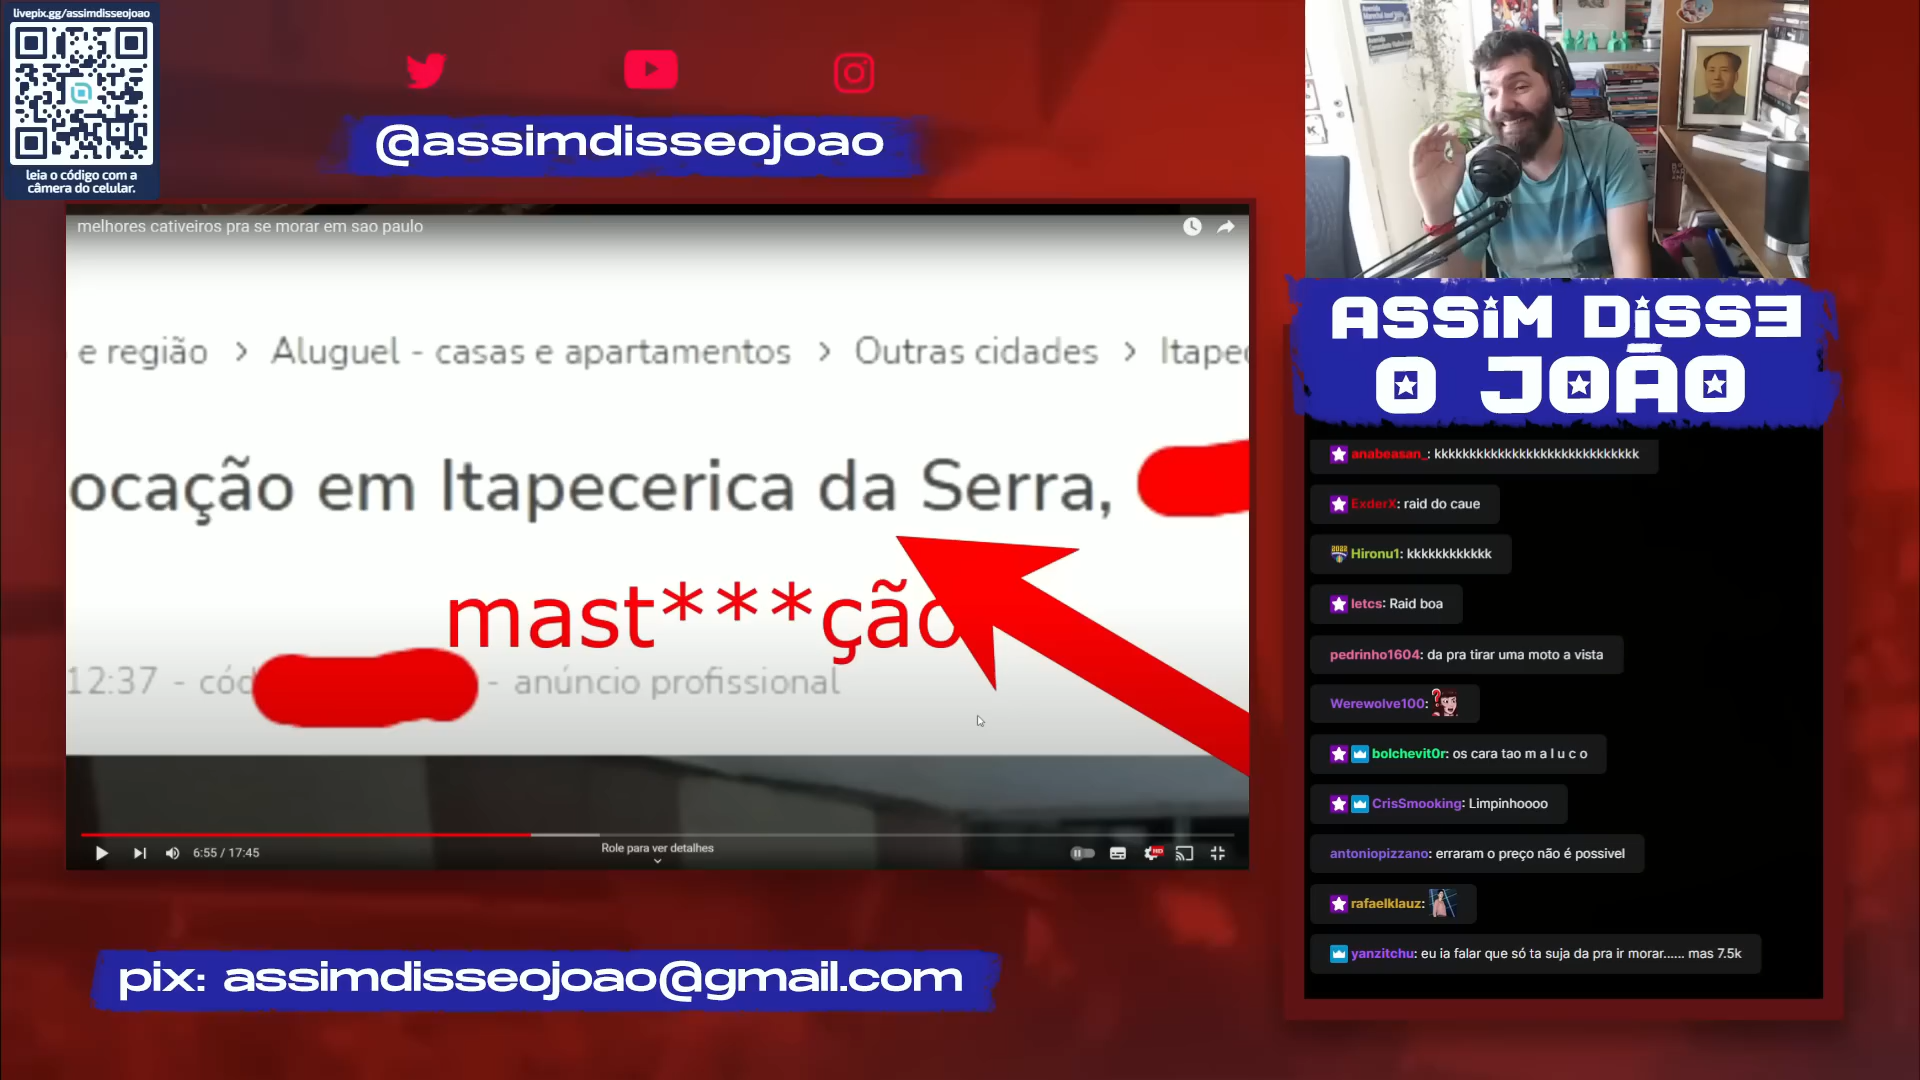 livepix.gg/assimdisseojoao
leia o código com a
câmera do celular.
@assimdisseojoao
melhores cativeiros pra se morar em sao paulo
e região > Aluguel - casas e apartamentos > Outras cidades > Itapec
ocação em Itapecerica da Serra,
mast***ção
12:37 - cód
- anúncio profissional
6:55 / 17:45
Role para ver detalhes
HD
pix: assimdisseojoao@gmail.com
ASSIM DISSE
O JOÃO
anabeasan_: kkkkkkkkkkkkkkkkkkkkkkkkkkkkk
ExderX: raid do caue
Hironu1: kkkkkkkkkkkk
letcs: Raid boa
pedrinho1604: da pra tirar uma moto a vista
Werewolve100:
bolchevit0r: os cara tao m a l u c o
CrisSmooking: Limpinhoooo
antoniopizzano: erraram o preço não é possivel
rafaelklauz:
yanzitchu: eu ia falar que só ta suja da pra ir morar...... mas 7.5k